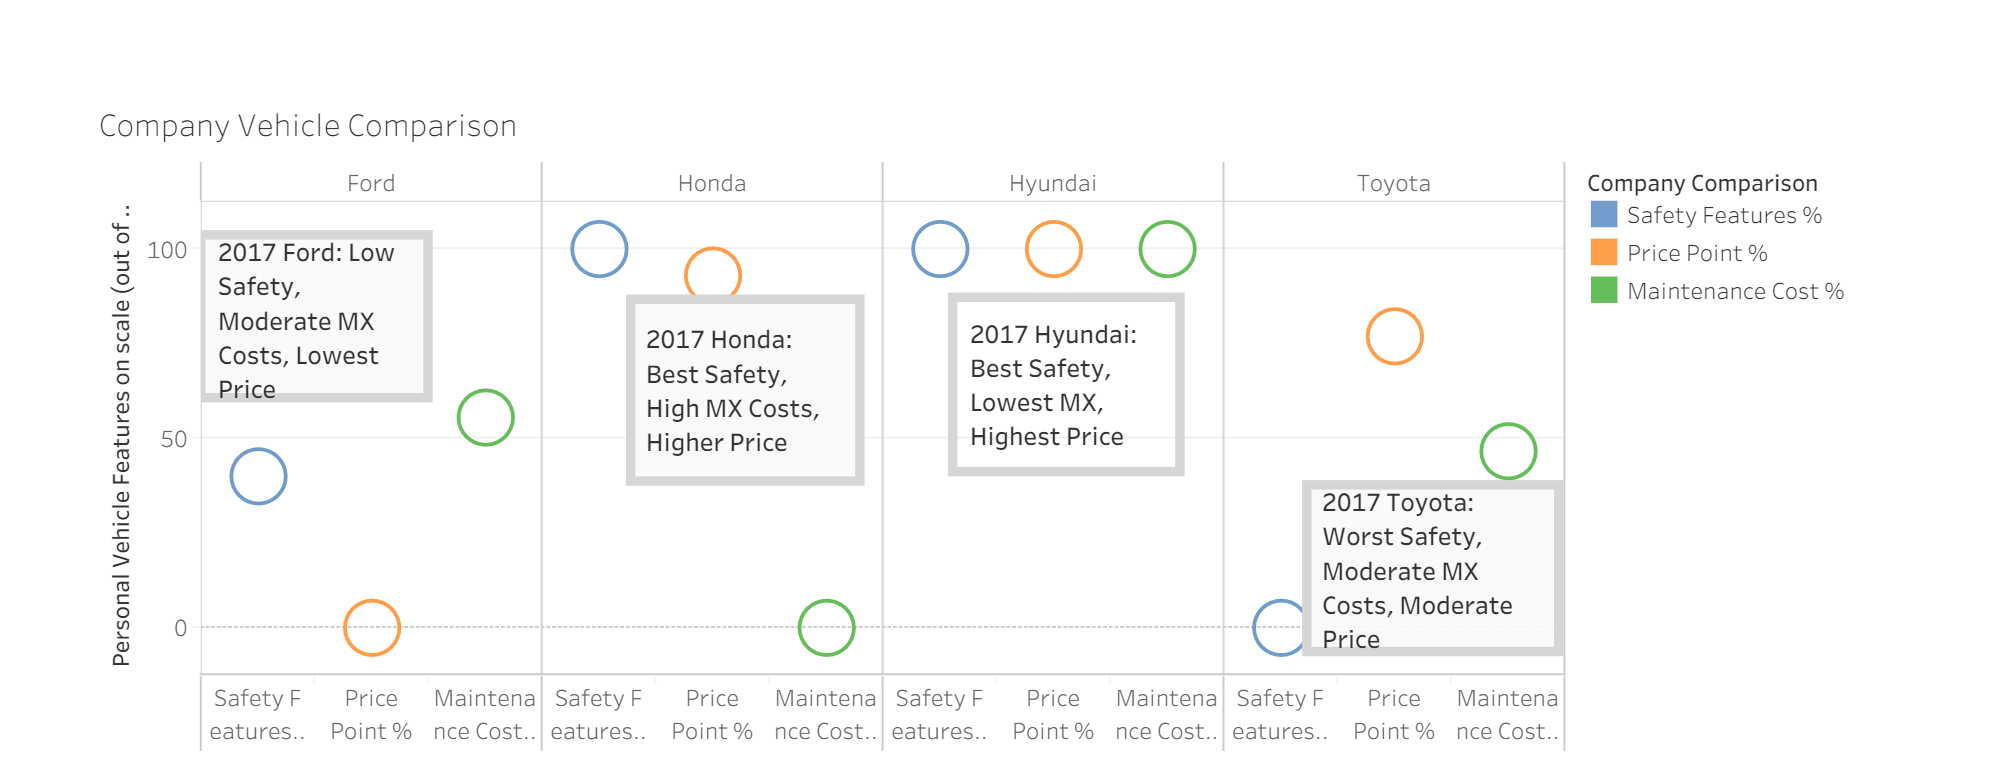 Company Vehicle Comparison
Ford Honda Hyundai Toyota
Personal Vehicle Features on scale (out of ..
100
50
0
2017 Ford: Low
Safety,
Moderate MX
Costs, Lowest
Price
2017 Honda:
Best Safety,
High MX Costs,
Higher Price
2017 Hyundai:
Best Safety,
Lowest MX,
Highest Price
2017 Toyota:
Worst Safety,
Moderate MX
Costs, Moderate
Price
Safety F
eatures..
Price
Point %
Maintena
nce Cost..
Safety F
eatures..
Price
Point %
Maintena
nce Cost..
Safety F
eatures..
Price
Point %
Maintena
nce Cost..
Safety F
eatures..
Price
Point %
Maintena
nce Cost..
Company Comparison
Safety Features %
Price Point %
Maintenance Cost %